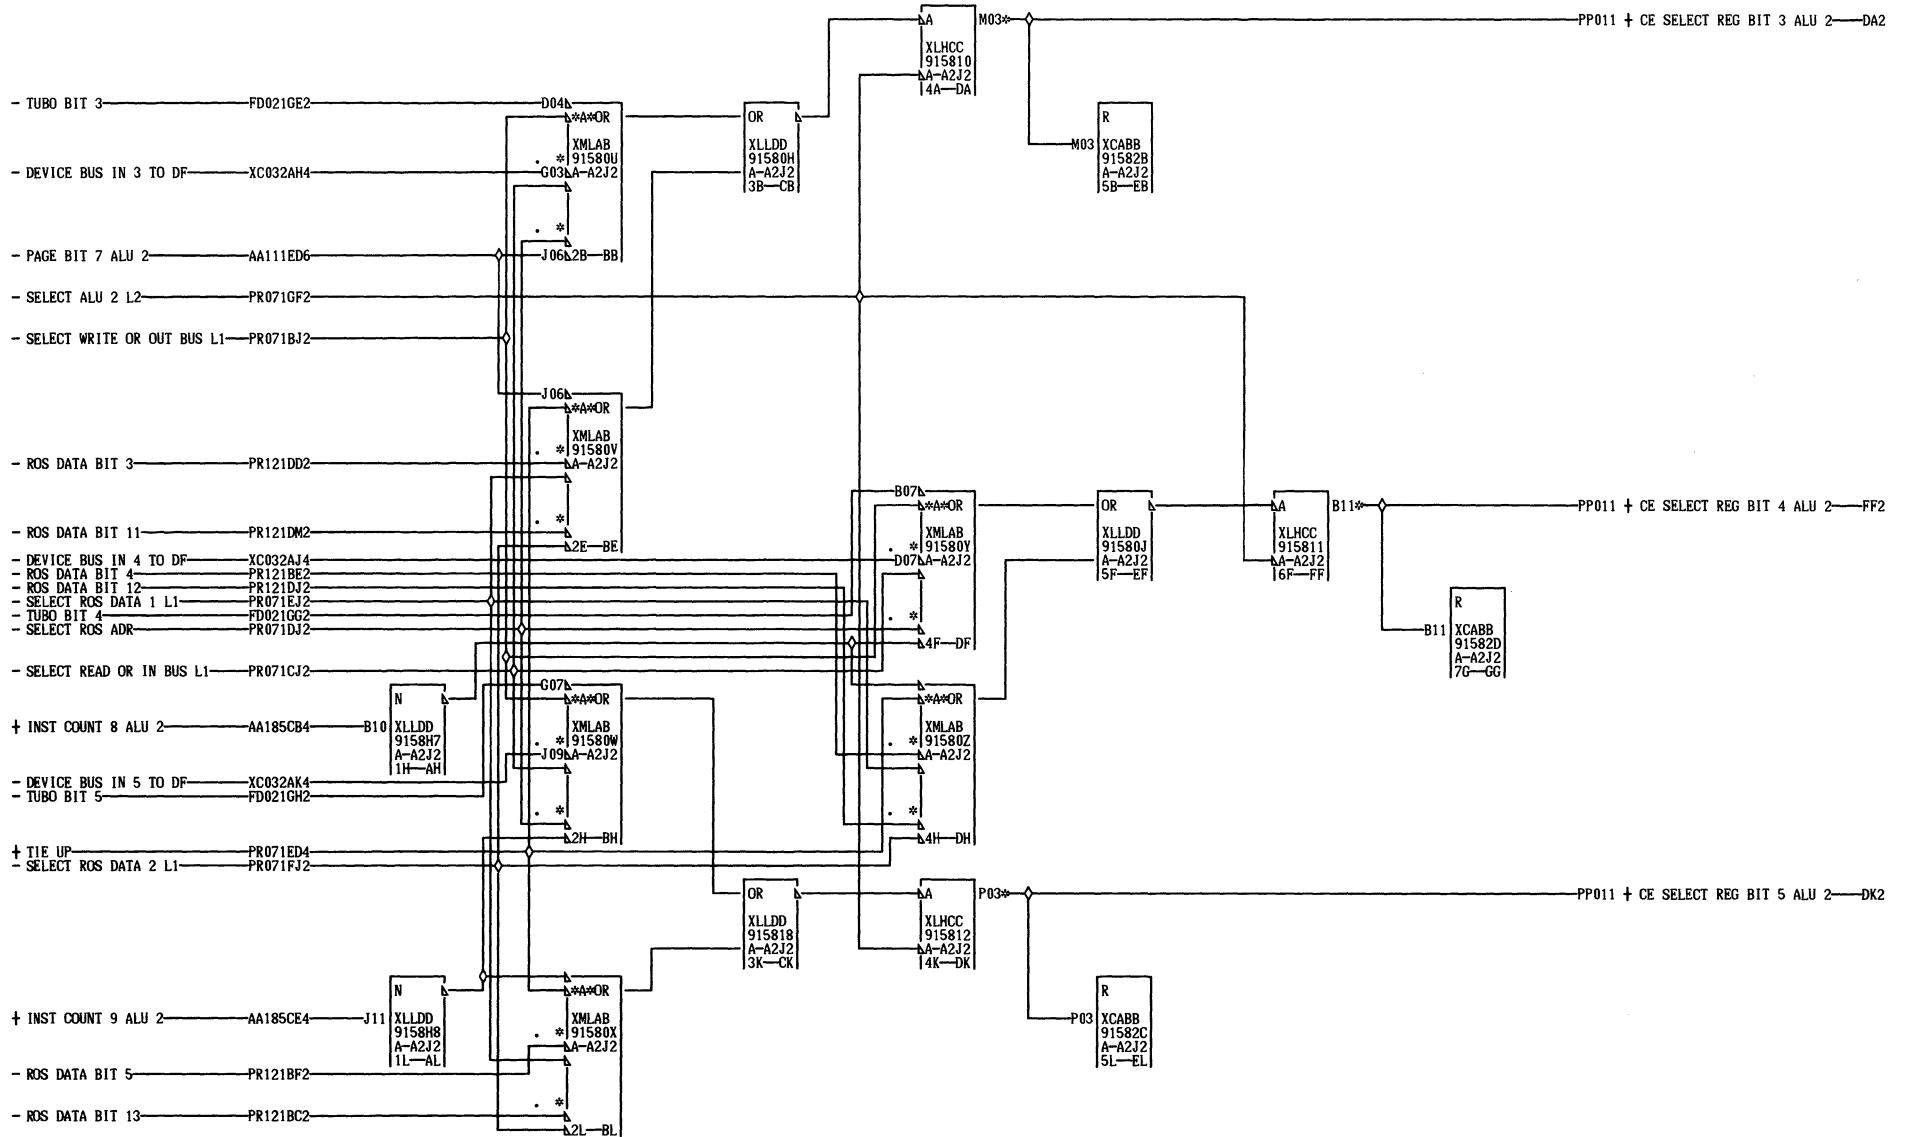 A M03* PP011 + CE SELECT REG BIT 3 ALU 2 DA2
XLHCC
915810
A-A2J2
4A DA
- TUBO BIT 3 FD021GE2 D04
*A*OR
XMLAB
91580U
- DEVICE BUS IN 3 TO DF XC032AH4 G03 A-A2J2
. *
. *
- PAGE BIT 7 ALU 2 AA111ED6 J06 2B BB
OR
XLLDD
91580H
A-A2J2
3B CB
R
M03 XCABB
91582B
A-A2J2
5B EB
- SELECT ALU 2 L2 PR071GF2
- SELECT WRITE OR OUT BUS L1 PR071BJ2
J06
*A*OR
XMLAB
. * 91580V
- ROS DATA BIT 3 PR121DD2 A-A2J2
. *
- ROS DATA BIT 11 PR121DM2
2E BE
- DEVICE BUS IN 4 TO DF XC032AJ4
- ROS DATA BIT 4 PR121BE2
- ROS DATA BIT 12 PR121DJ2
- SELECT ROS DATA 1 L1 PR071EJ2
- TUBO BIT 4 FD021GG2
- SELECT ROS ADR PR071DJ2
B07
*A*OR
XMLAB
. * 91580Y
D07 A-A2J2
. *
4F DF
OR
XLLDD
91580J
A-A2J2
5F EF
A B11* PP011 + CE SELECT REG BIT 4 ALU 2 FF2
XLHCC
915811
A-A2J2
6F FF
R
B11 XCABB
91582D
A-A2J2
7G GG
- SELECT READ OR IN BUS L1 PR071CJ2
N
+ INST COUNT 8 ALU 2 AA185CB4 B10 XLLDD
9158H7
A-A2J2
1H AH
G07
*A*OR
XMLAB
. * 91580W
J09 A-A2J2
. *
2H BH
*A*OR
XMLAB
. * 91580Z
A-A2J2
. *
4H DH
- DEVICE BUS IN 5 TO DF XC032AK4
- TUBO BIT 5 FD021GH2
+ TIE UP PR071ED4
- SELECT ROS DATA 2 L1 PR071FJ2
OR
XLLDD
915818
A-A2J2
3K CK
A P03* PP011 + CE SELECT REG BIT 5 ALU 2 DK2
XLHCC
915812
A-A2J2
4K DK
N
+ INST COUNT 9 ALU 2 AA185CE4 J11 XLLDD
9158H8
A-A2J2
1L AL
*A*OR
XMLAB
. * 91580X
A-A2J2
. *
2L BL
R
P03 XCABB
91582C
A-A2J2
5L EL
- ROS DATA BIT 5 PR121BF2
- ROS DATA BIT 13 PR121BC2